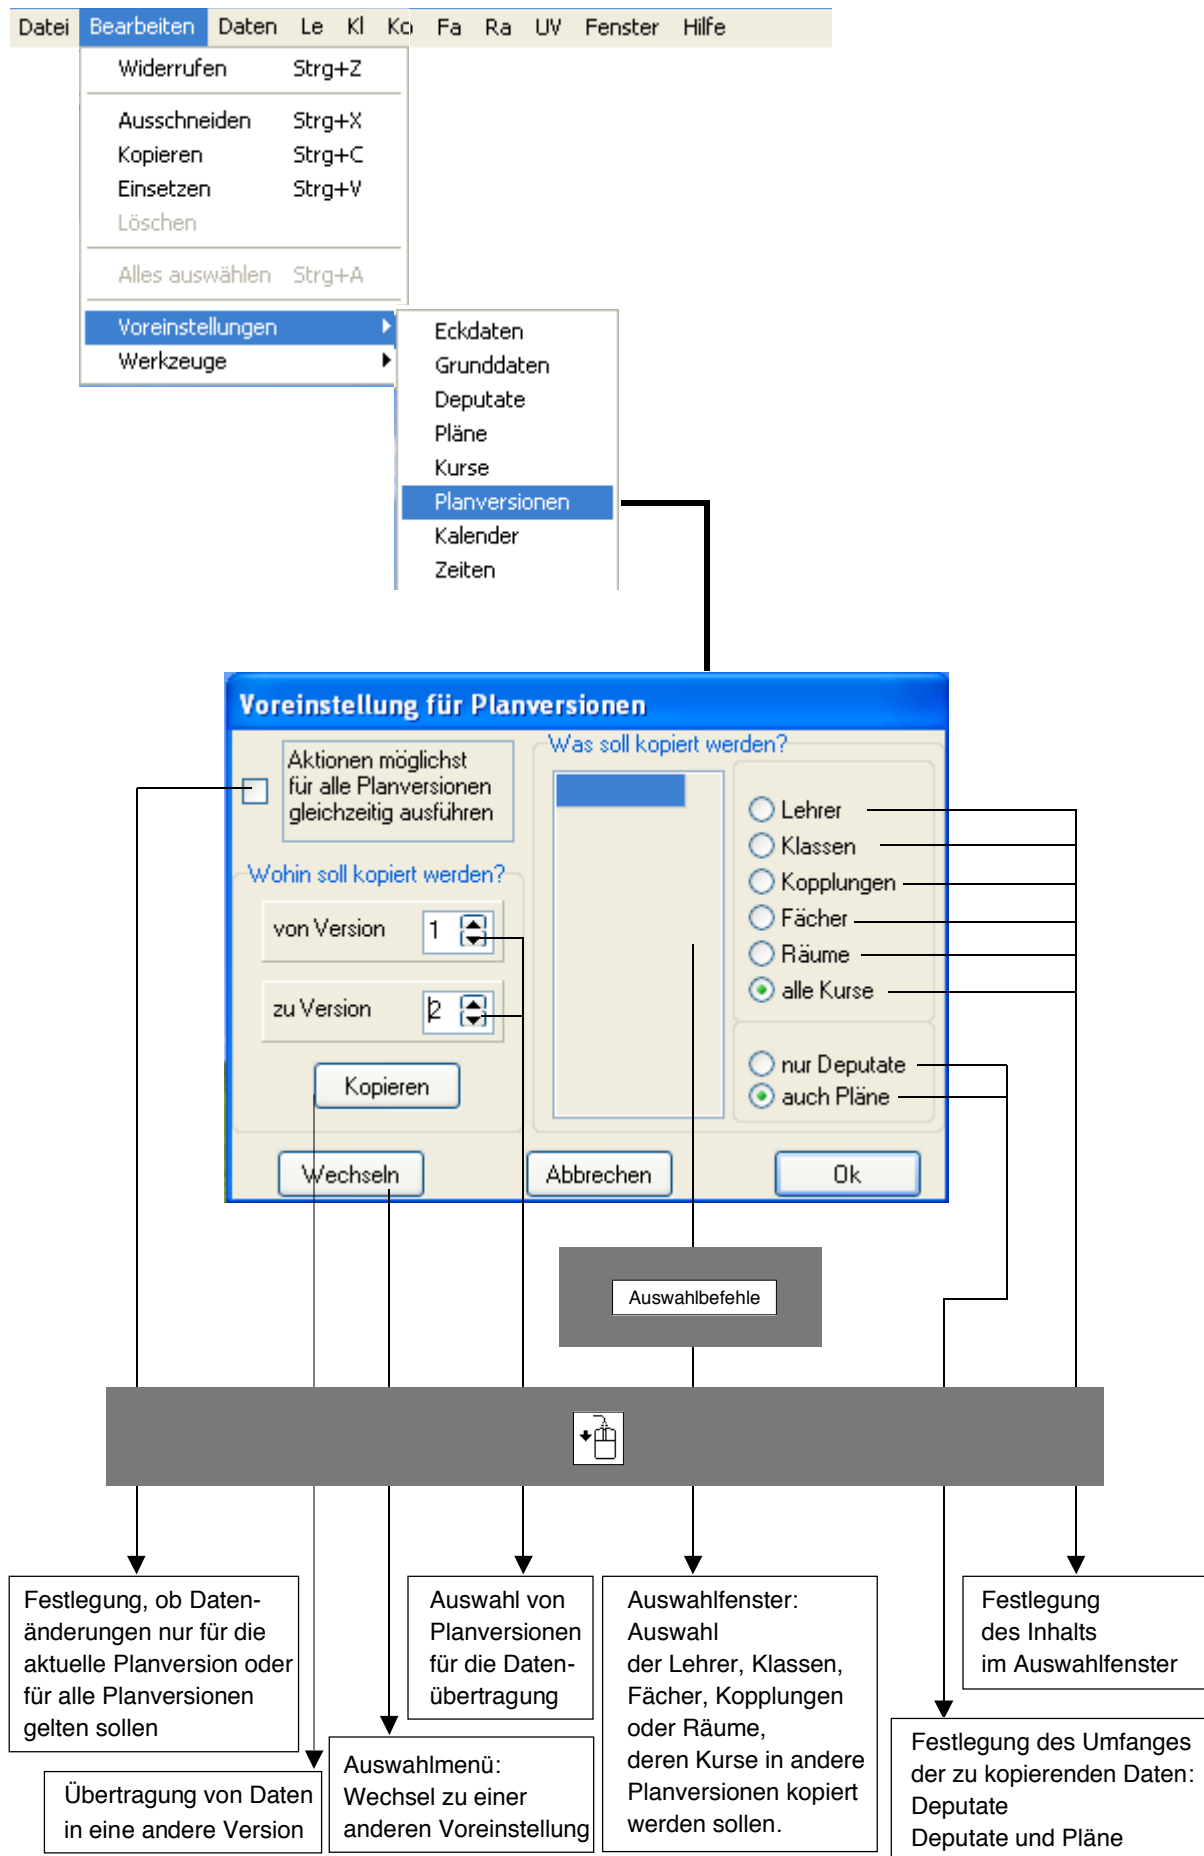 Datei Bearbeiten Daten Le Kl Ko Fa Ra UV Fenster Hilfe
Widerrufen Strg+Z
Ausschneiden Strg+X
Kopieren Strg+C
Einsetzen Strg+V
Löschen
Alles auswählen Strg+A
Voreinstellungen
Werkzeuge
Eckdaten
Grunddaten
Deputate
Pläne
Kurse
Planversionen
Kalender
Zeiten
Voreinstellung für Planversionen
Aktionen möglichst
für alle Planversionen
gleichzeitig ausführen
Wohin soll kopiert werden?
von Version 1
zu Version 2
Kopieren
Was soll kopiert werden?
Lehrer
Klassen
Kopplungen
Fächer
Räume
alle Kurse
nur Deputate
auch Pläne
Wechseln Abbrechen Ok
Auswahlbefehle
Festlegung, ob Daten-
änderungen nur für die
aktuelle Planversion oder
für alle Planversionen
gelten sollen
Übertragung von Daten
in eine andere Version
Auswahlmenü:
Wechsel zu einer
anderen Voreinstellung
Auswahl von
Planversionen
für die Daten-
übertragung
Auswahlfenster:
Auswahl
der Lehrer, Klassen,
Fächer, Kopplungen
oder Räume,
deren Kurse in andere
Planversionen kopiert
werden sollen.
Festlegung
des Inhalts
im Auswahlfenster
Festlegung des Umfanges
der zu kopierenden Daten:
Deputate
Deputate und Pläne